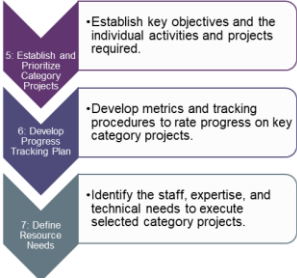 5: Establish and
Prioritize
Category
Projects
•Establish key objectives and the
individual activities and projects
required.
6: Develop
Progress
Tracking Plan
•Develop metrics and tracking
procedures to rate progress on key
category projects.
7: Define
Resource
Needs
•Identify the staff, expertise, and
technical needs to execute
selected category projects.